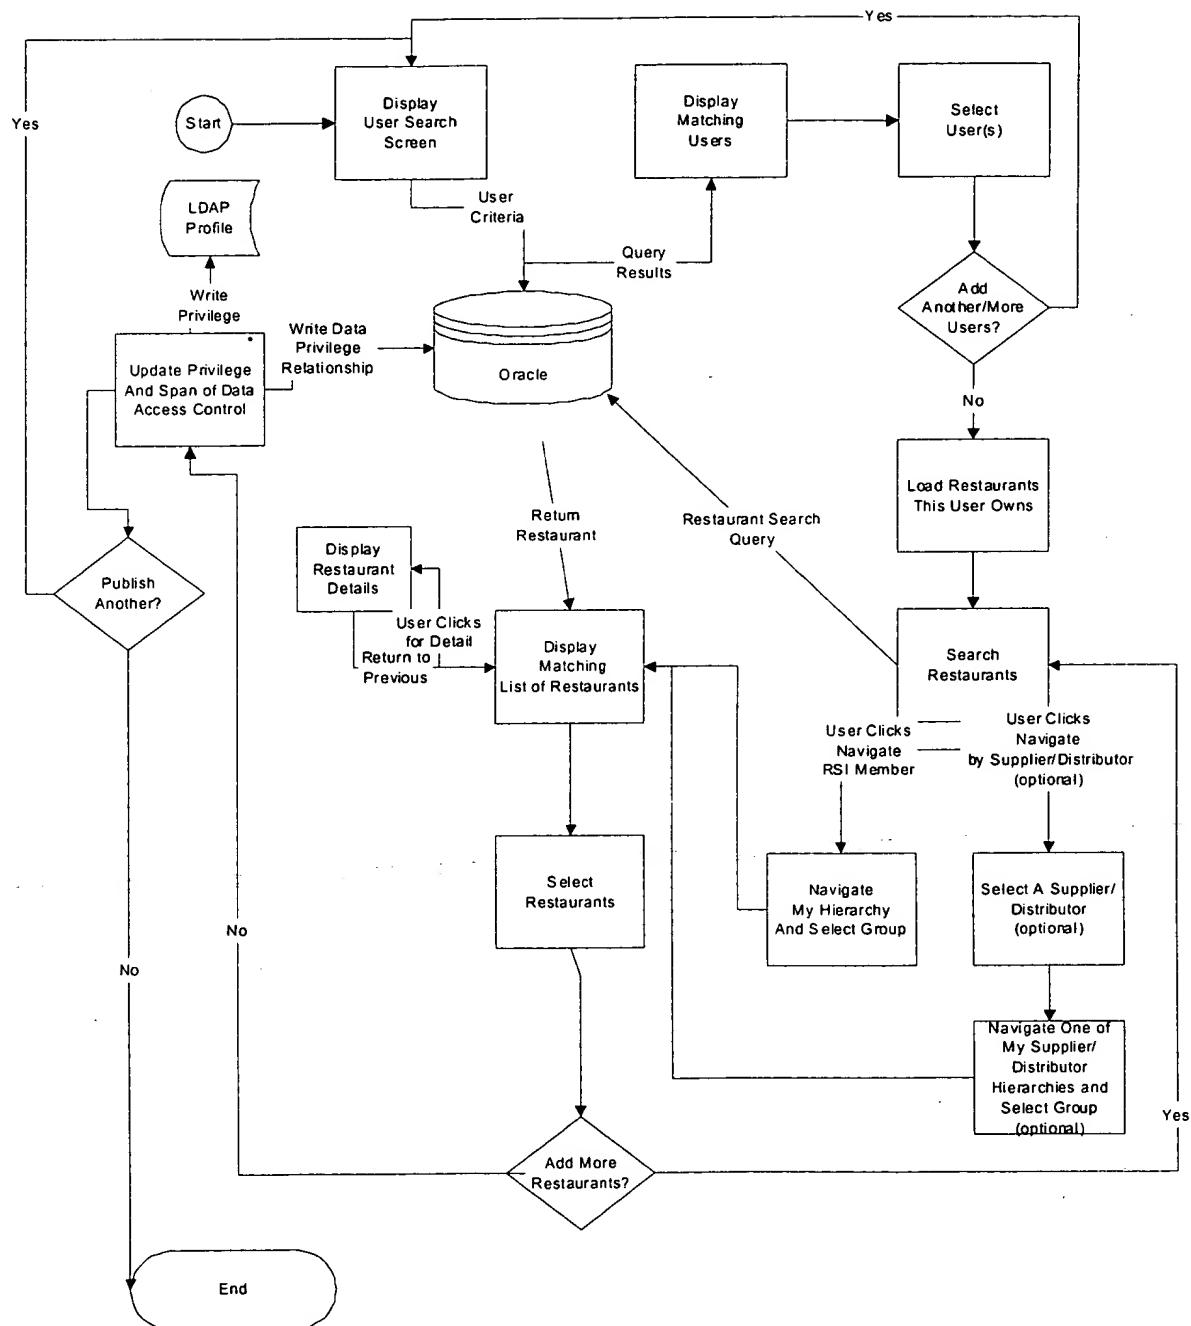 Yes
Yes
Start
Display
User Search
Screen
Display
Matching
Users
Select
User(s)
LDAP
Profile
User
Criteria
Query
Results
Write
Privilege
Write Data
Privilege
Relationship
Add
Another/More
Users?
Update Privilege
And Span of Data
Access Control
Oracle
No
Load Restaurants
This User Owns
Return
Restaurant
Restaurant Search
Query
Display
Restaurant
Details
Publish
Another?
User Clicks
for Detail
Return to
Previous
Display
Matching
List of Restaurants
Search
Restaurants
User Clicks
Navigate
RSI Member
User Clicks
Navigate
by Supplier/Distributor
(optional)
Select
Restaurants
Navigate
My Hierarchy
And Select Group
Select A Supplier/
Distributor
(optional)
No
No
Navigate One of
My Supplier/
Distributor
Hierarchies and
Select Group
(optional)
Yes
Add More
Restaurants?
End